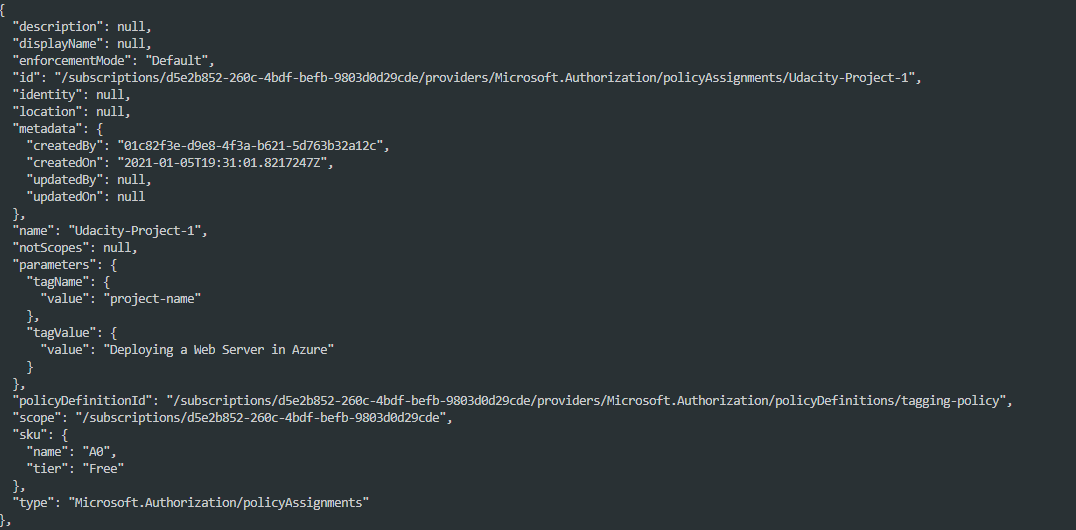 {
  "description": null,
  "displayName": null,
  "enforcementMode": "Default",
  "id": "/subscriptions/d5e2b852-260c-4bdf-befb-9803d0d29cde/providers/Microsoft.Authorization/policyAssignments/Udacity-Project-1",
  "identity": null,
  "location": null,
  "metadata": {
    "createdBy": "01c82f3e-d9e8-4f3a-b621-5d763b32a12c",
    "createdOn": "2021-01-05T19:31:01.8217247Z",
    "updatedBy": null,
    "updatedOn": null
  },
  "name": "Udacity-Project-1",
  "notScopes": null,
  "parameters": {
    "tagName": {
      "value": "project-name"
    },
    "tagValue": {
      "value": "Deploying a Web Server in Azure"
    }
  },
  "policyDefinitionId": "/subscriptions/d5e2b852-260c-4bdf-befb-9803d0d29cde/providers/Microsoft.Authorization/policyDefinitions/tagging-policy",
  "scope": "/subscriptions/d5e2b852-260c-4bdf-befb-9803d0d29cde",
  "sku": {
    "name": "A0",
    "tier": "Free"
  },
  "type": "Microsoft.Authorization/policyAssignments"
},